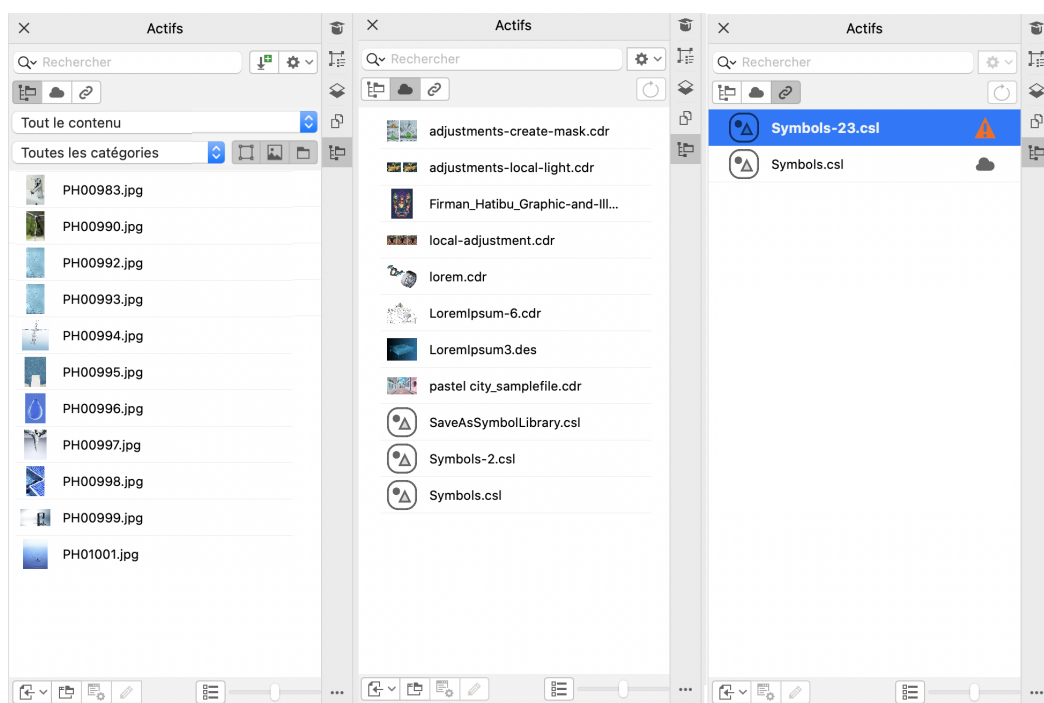 Actifs
Rechercher
Tout le contenu
Toutes les catégories
PH00983.jpg
PH00990.jpg
PH00992.jpg
PH00993.jpg
PH00994.jpg
PH00995.jpg
PH00996.jpg
PH00997.jpg
PH00998.jpg
PH00999.jpg
PH01001.jpg
Actifs
Rechercher
adjustments-create-mask.cdr
adjustments-local-light.cdr
Firman_Hatibu_Graphic-and-Ill...
local-adjustment.cdr
lorem.cdr
LoremIpsum-6.cdr
LoremIpsum3.des
pastel city_samplefile.cdr
SaveAsSymbolLibrary.csl
Symbols-2.csl
Symbols.csl
Actifs
Rechercher
Symbols-23.csl
Symbols.csl